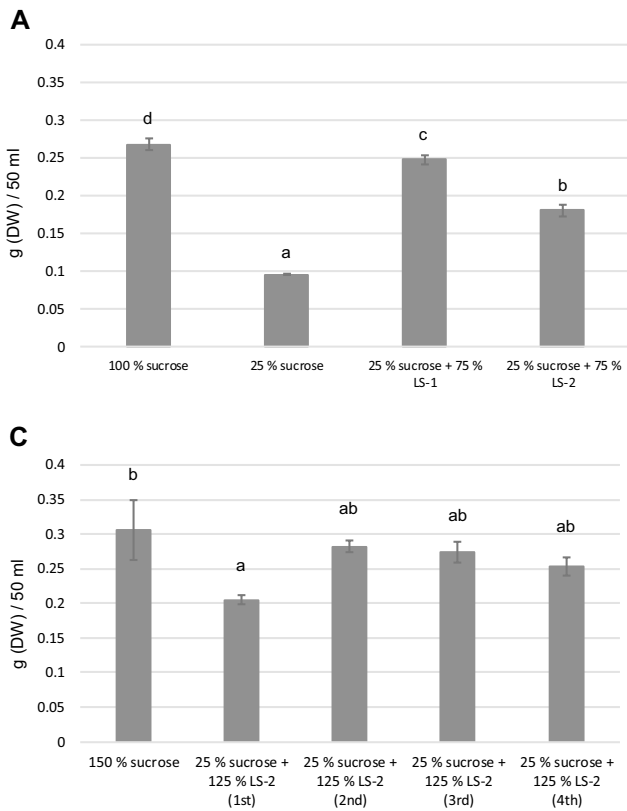 A
0.4
0.35
0.3
0.25
0.2
0.15
0.1
0.05
0
g (DW) / 50 ml
d
a
c
b
100 % sucrose
25 % sucrose
25 % sucrose + 75 %
LS-1
25 % sucrose + 75 %
LS-2
C
0.4
0.35
0.3
0.25
0.2
0.15
0.1
0.05
0
g (DW) / 50 ml
b
a
ab
ab
ab
150 % sucrose
25 % sucrose +
125 % LS-2
(1st)
25 % sucrose +
125 % LS-2
(2nd)
25 % sucrose +
125 % LS-2
(3rd)
25 % sucrose +
125 % LS-2
(4th)